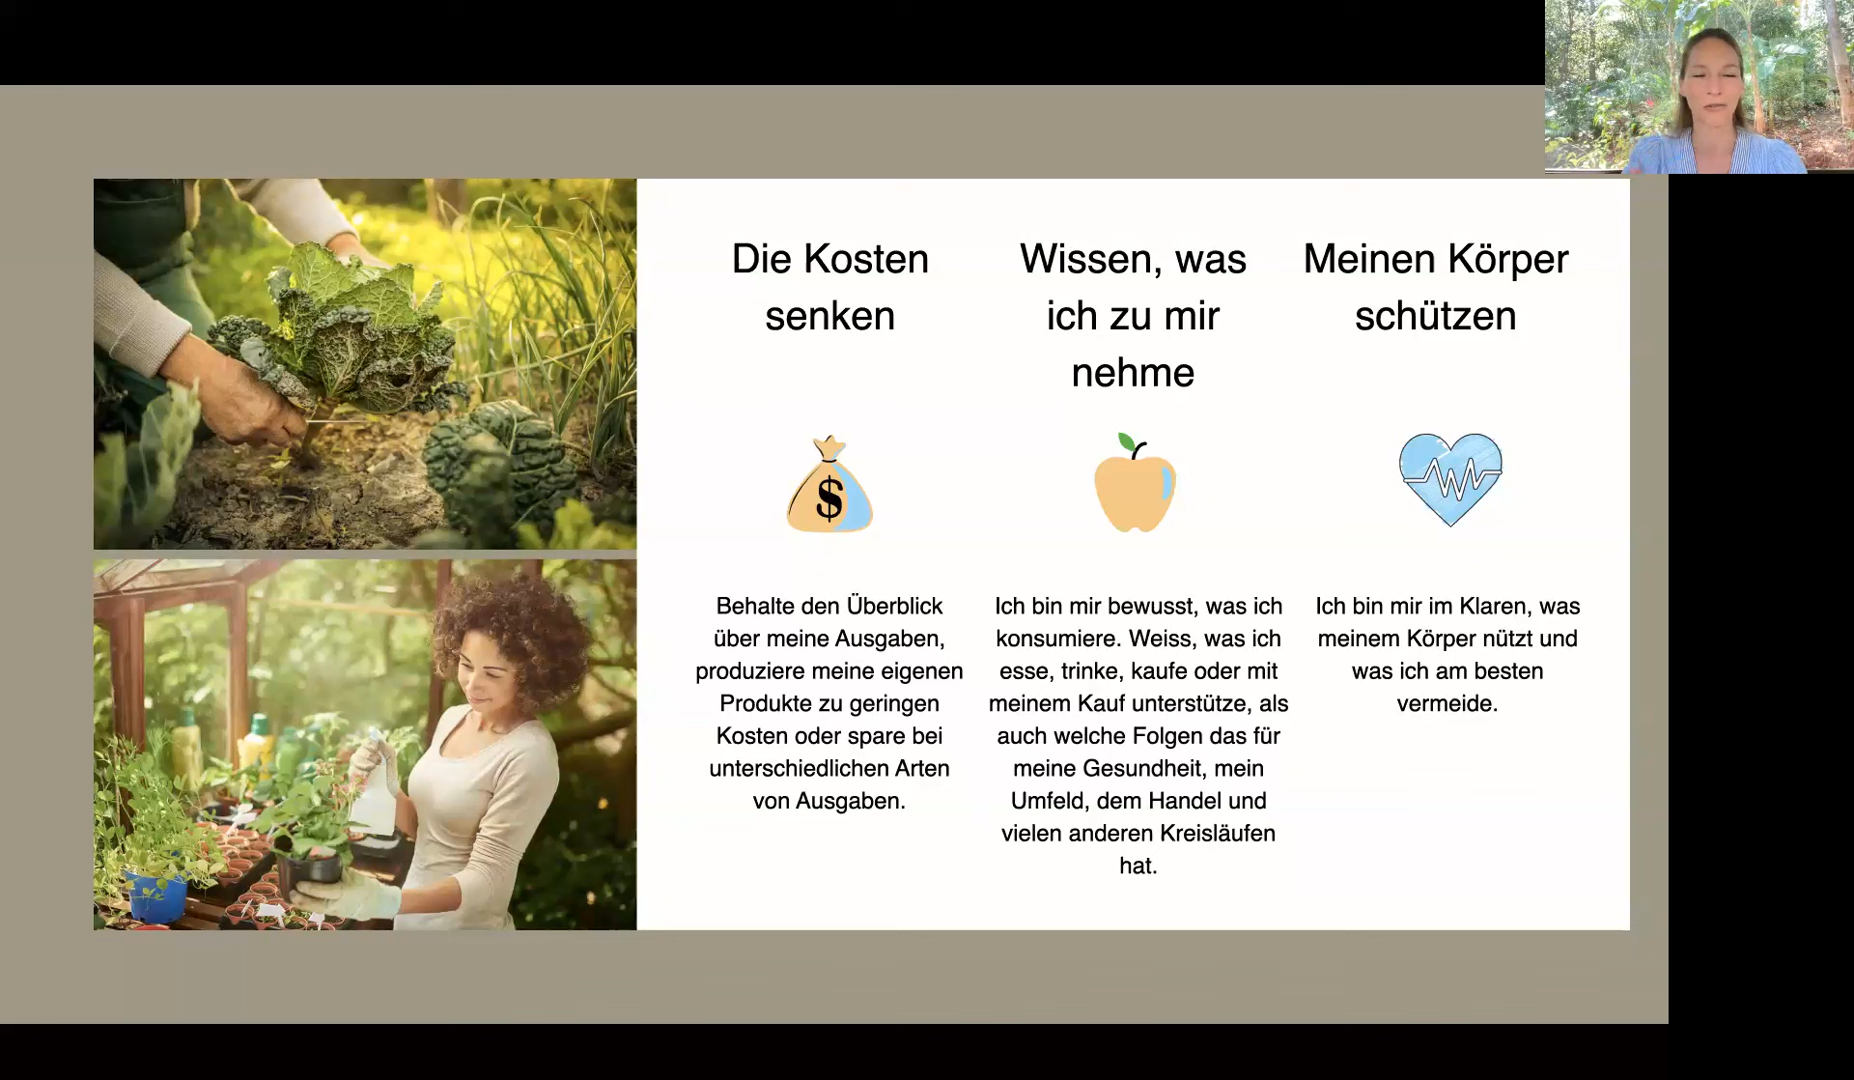 Die Kosten
senken
Wissen, was
ich zu mir
nehme
Meinen Körper
schützen
$
Behalte den Überblick
über meine Ausgaben,
produziere meine eigenen
Produkte zu geringen
Kosten oder spare bei
unterschiedlichen Arten
von Ausgaben.
Ich bin mir bewusst, was ich
konsumiere. Weiss, was ich
esse, trinke, kaufe oder mit
meinem Kauf unterstütze, als
auch welche Folgen das für
meine Gesundheit, mein
Umfeld, dem Handel und
vielen anderen Kreisläufen
hat.
Ich bin mir im Klaren, was
meinem Körper nützt und
was ich am besten
vermeide.